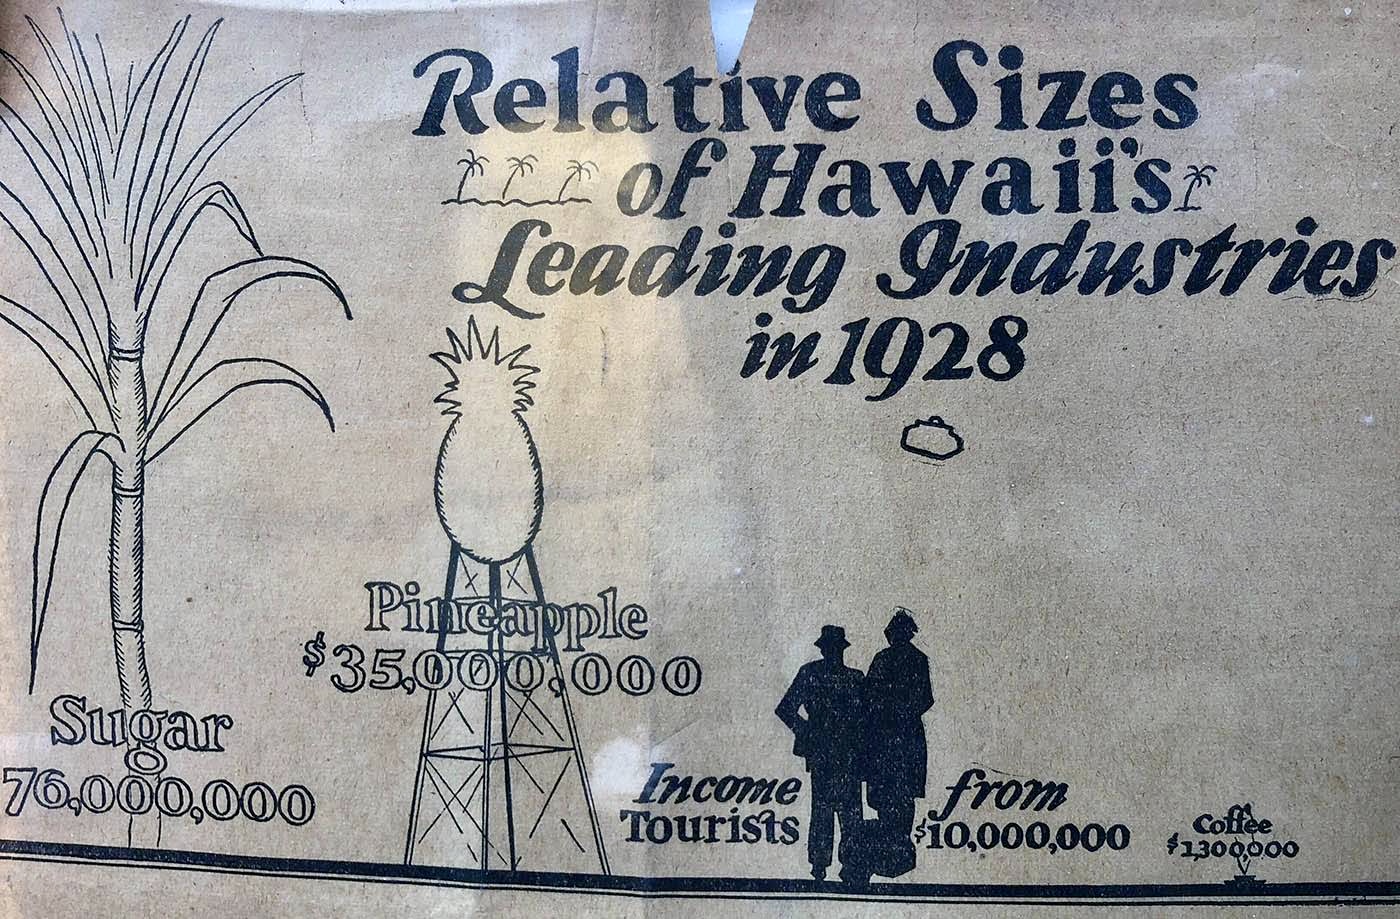 Relative Sizes
of Hawaii's
Leading Industries
in 1928
Pineapple
$35,000,000
Sugar
76,000,000
Income from
Tourists $10,000,000
Coffee
$1,300,000